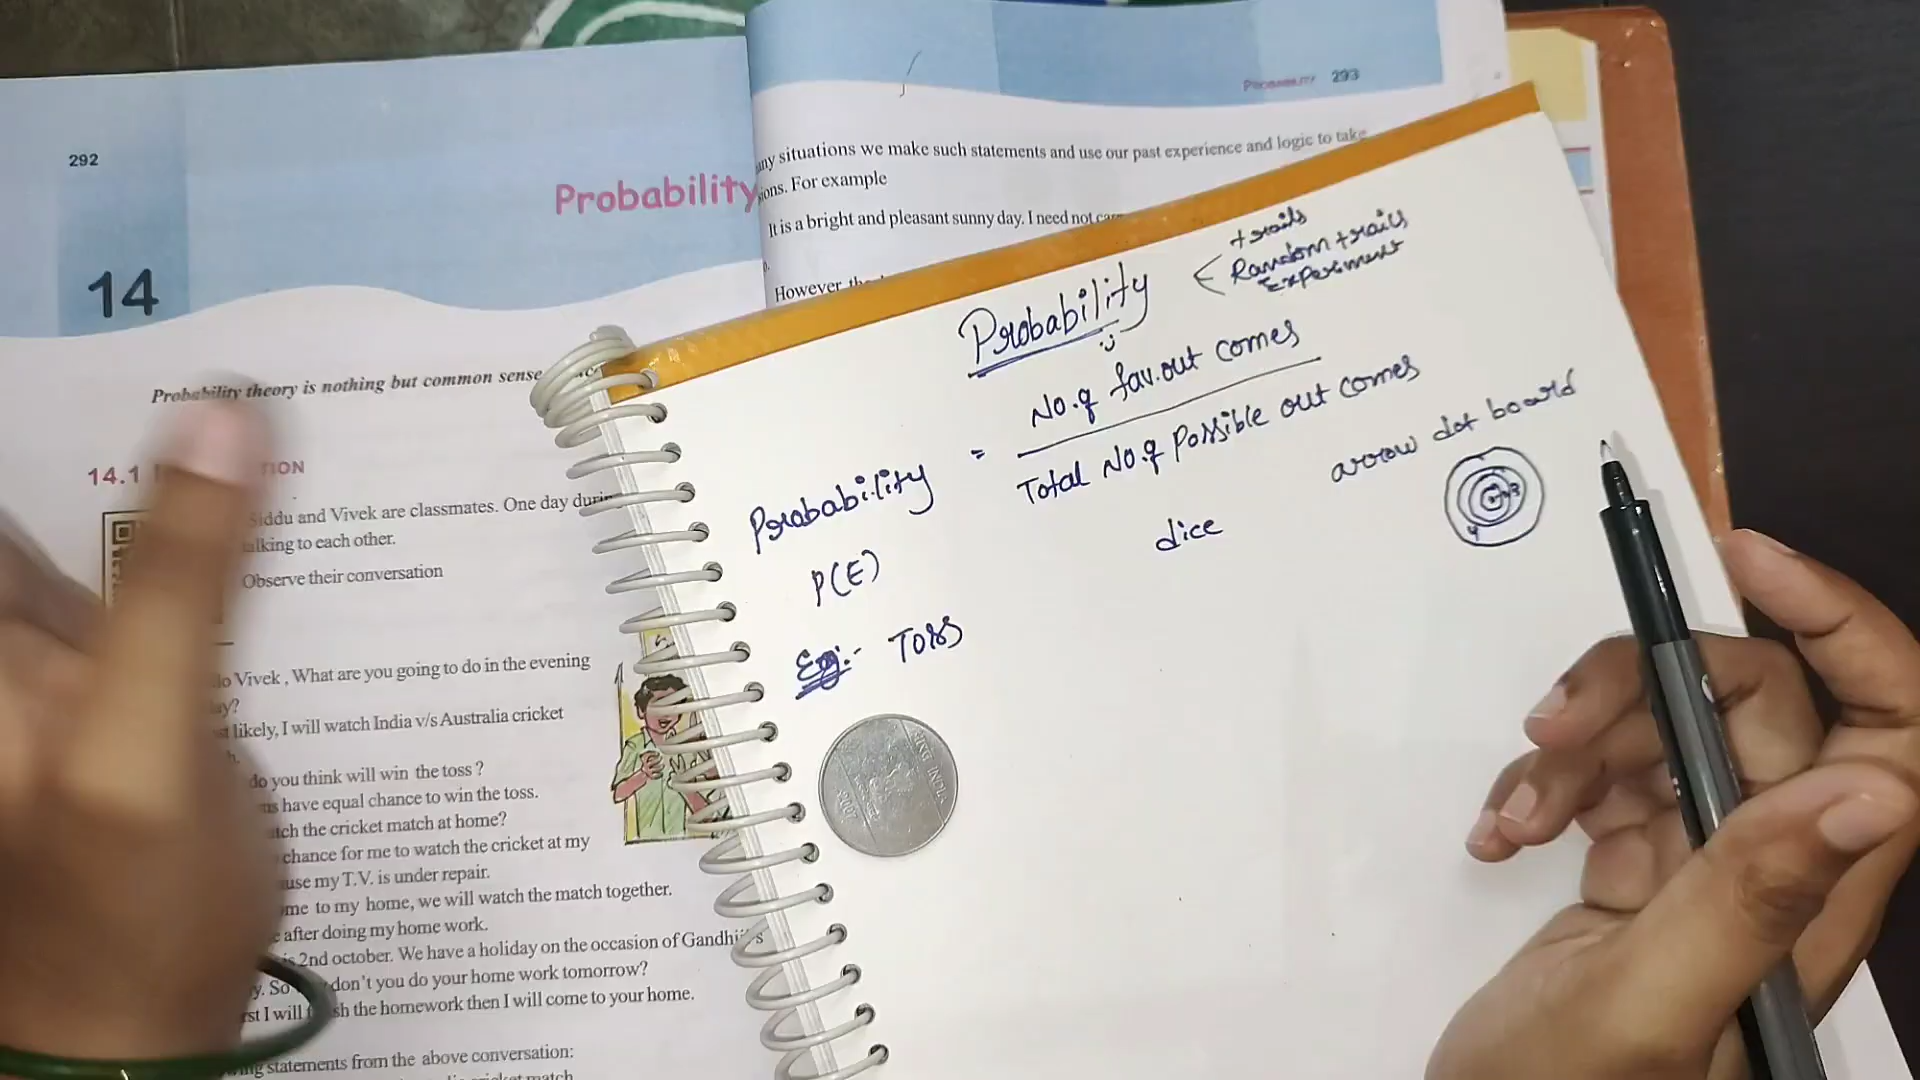 292
Probability
14
Probability theory is nothing but common sense
14.1
Siddu and Vivek are classmates. One day during
talking to each other.
Observe their conversation
Vivek , What are you going to do in the evening
likely, I will watch India v/s Australia cricket
do you think will win the toss ?
have equal chance to win the toss.
the cricket match at home?
chance for me to watch the cricket at my
my T.V. is under repair.
to my home, we will watch the match together.
after doing my home work.
2nd october. We have a holiday on the occasion of
So don't you do your home work tomorrow?
I will the homework then I will come to your home.
statements from the above conversation:
PROBABILITY 293
situations we make such statements and use our past experience and logic to take
For example
It is a bright and pleasant sunny day. I need not
However
trails
Probability < Random trails
Experiment
Probability = No.of fav.out comes
Total No.of Possible out comes
P(E)
dice
arrow dot board
Eg:- Toss
4
3
2007